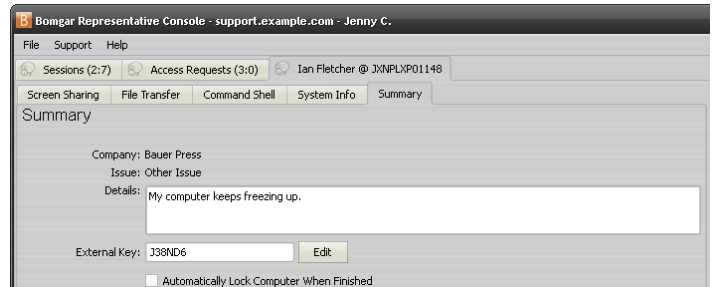 B Bomgar Representative Console - support.example.com - Jenny C.
File Support Help
Sessions (2:7) Access Requests (3:0) Ian Fletcher @ JXNPLXP01148
Screen Sharing File Transfer Command Shell System Info Summary
Summary
Company: Bauer Press
Issue: Other Issue
Details: My computer keeps freezing up.
External Key: J38ND6 Edit
Automatically Lock Computer When Finished